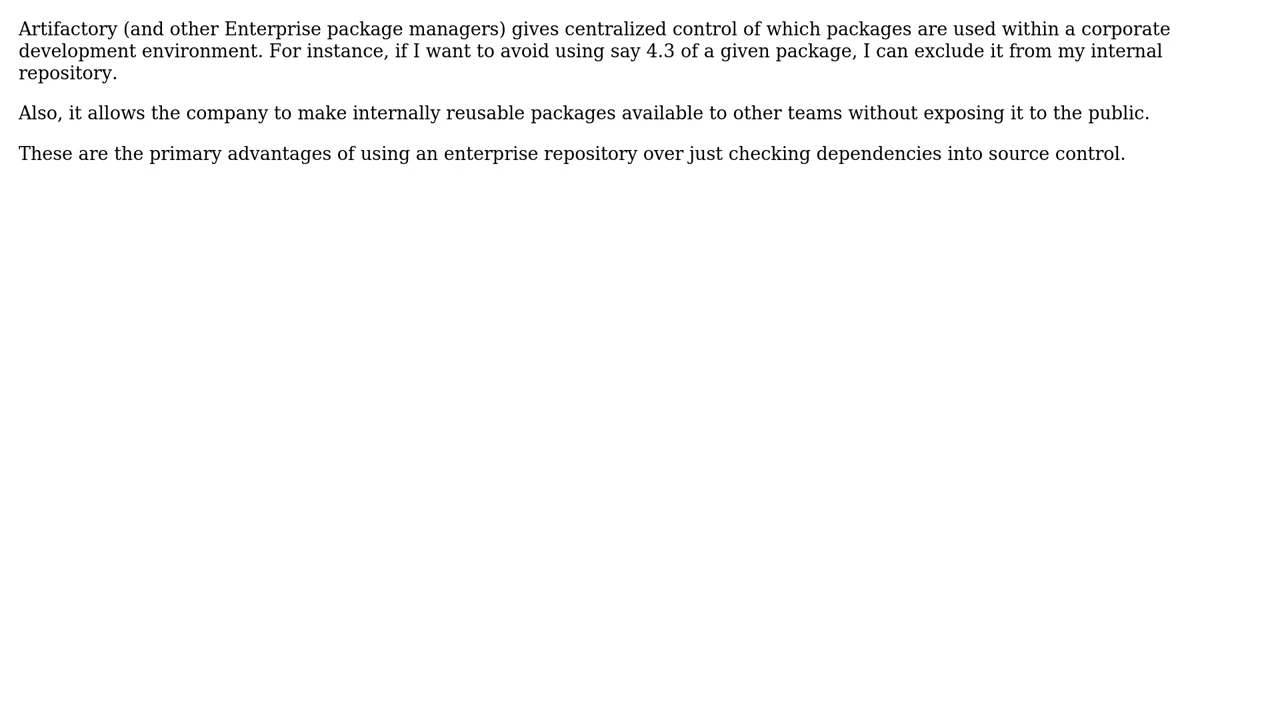 Artifactory (and other Enterprise package managers) gives centralized control of which packages are used within a corporate
development environment. For instance, if I want to avoid using say 4.3 of a given package, I can exclude it from my internal
repository.
Also, it allows the company to make internally reusable packages available to other teams without exposing it to the public.
These are the primary advantages of using an enterprise repository over just checking dependencies into source control.